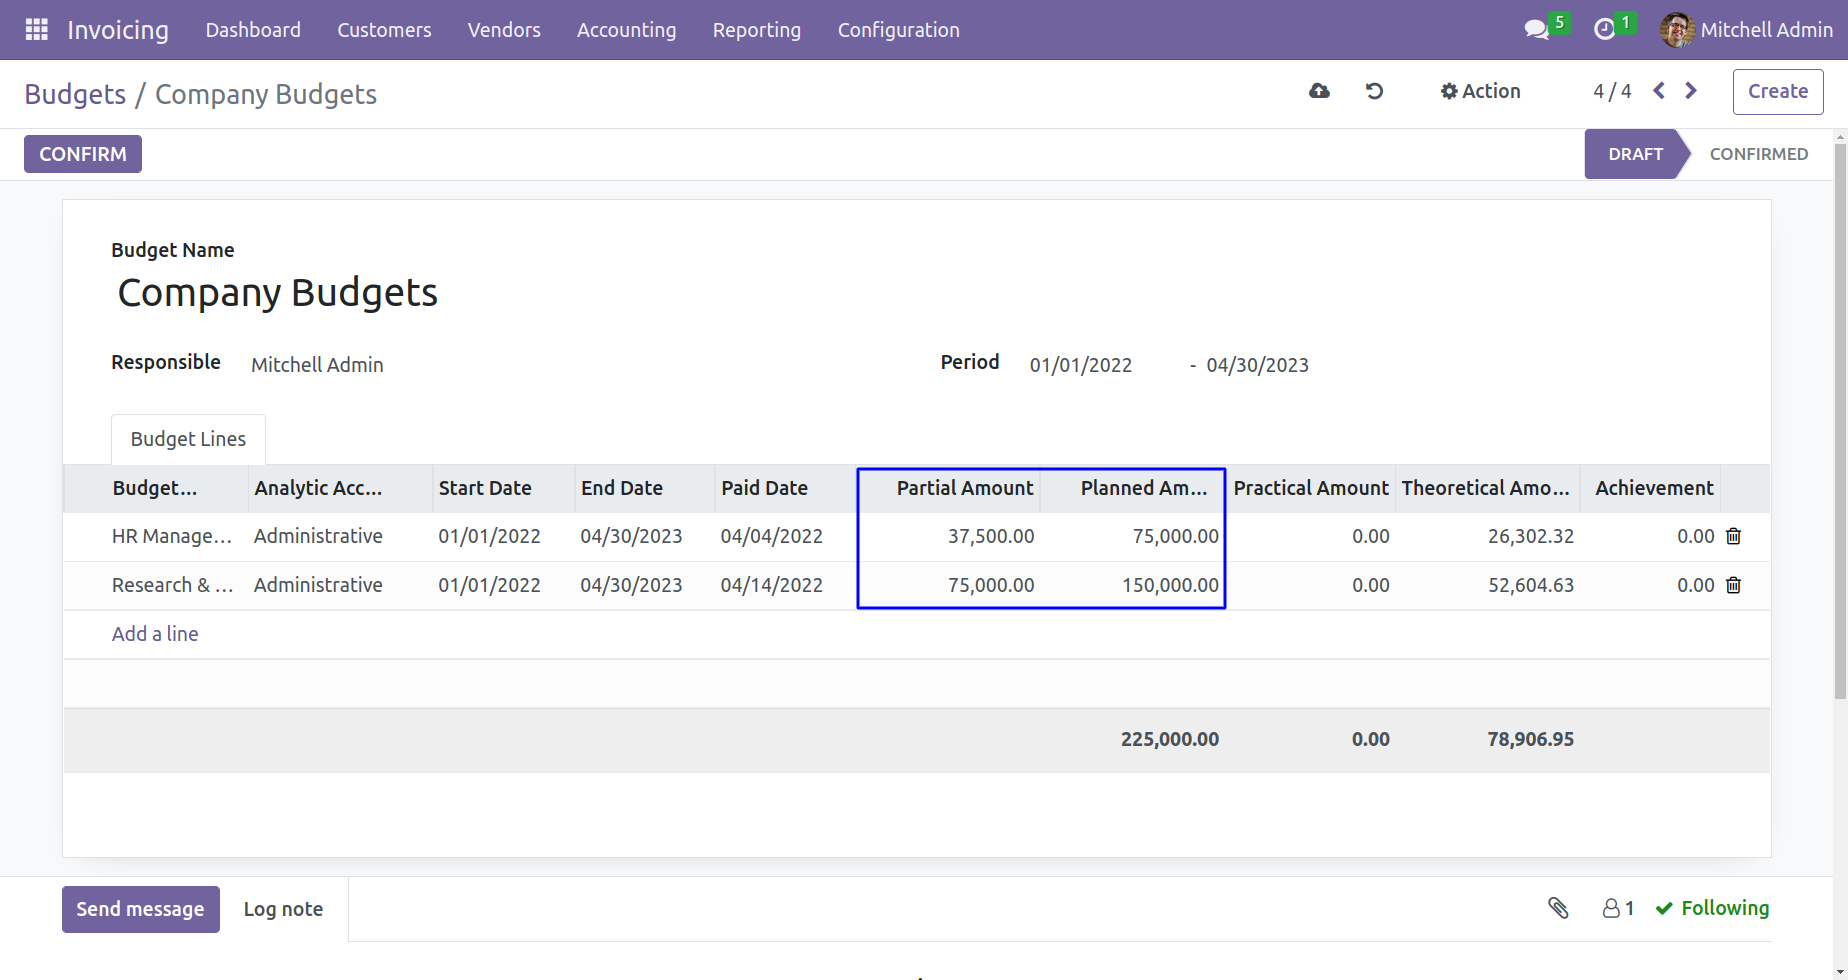 Invoicing Dashboard Customers Vendors Accounting Reporting Configuration 5 1 Mitchell Admin
Budgets / Company Budgets Action 4 / 4 Create
CONFIRM DRAFT CONFIRMED
Budget Name
Company Budgets
Responsible Mitchell Admin Period 01/01/2022 - 04/30/2023
Budget Lines
Budget... Analytic Acc... Start Date End Date Paid Date Partial Amount Planned Am... Practical Amount Theoretical Amo... Achievement
HR Manage... Administrative 01/01/2022 04/30/2023 04/04/2022 37,500.00 75,000.00 0.00 26,302.32 0.00
Research & ... Administrative 01/01/2022 04/30/2023 04/14/2022 75,000.00 150,000.00 0.00 52,604.63 0.00
Add a line
225,000.00 0.00 78,906.95
Send message Log note 1 Following